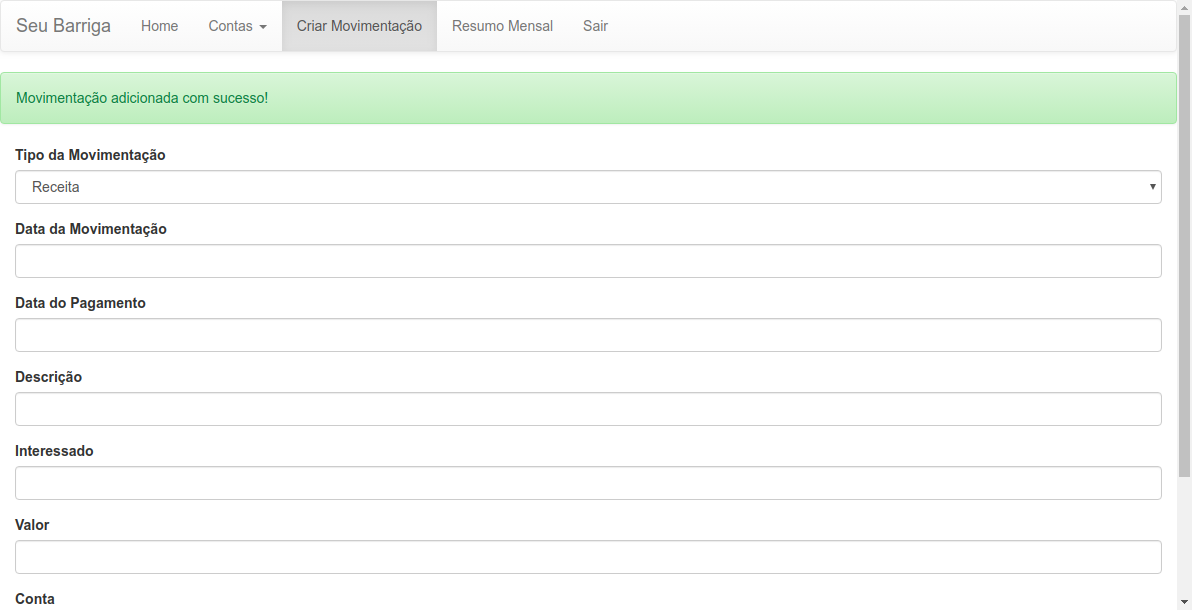 Seu Barriga Home Contas Criar Movimentação Resumo Mensal Sair
Movimentação adicionada com sucesso!
Tipo da Movimentação
Receita
Data da Movimentação
Data do Pagamento
Descrição
Interessado
Valor
Conta